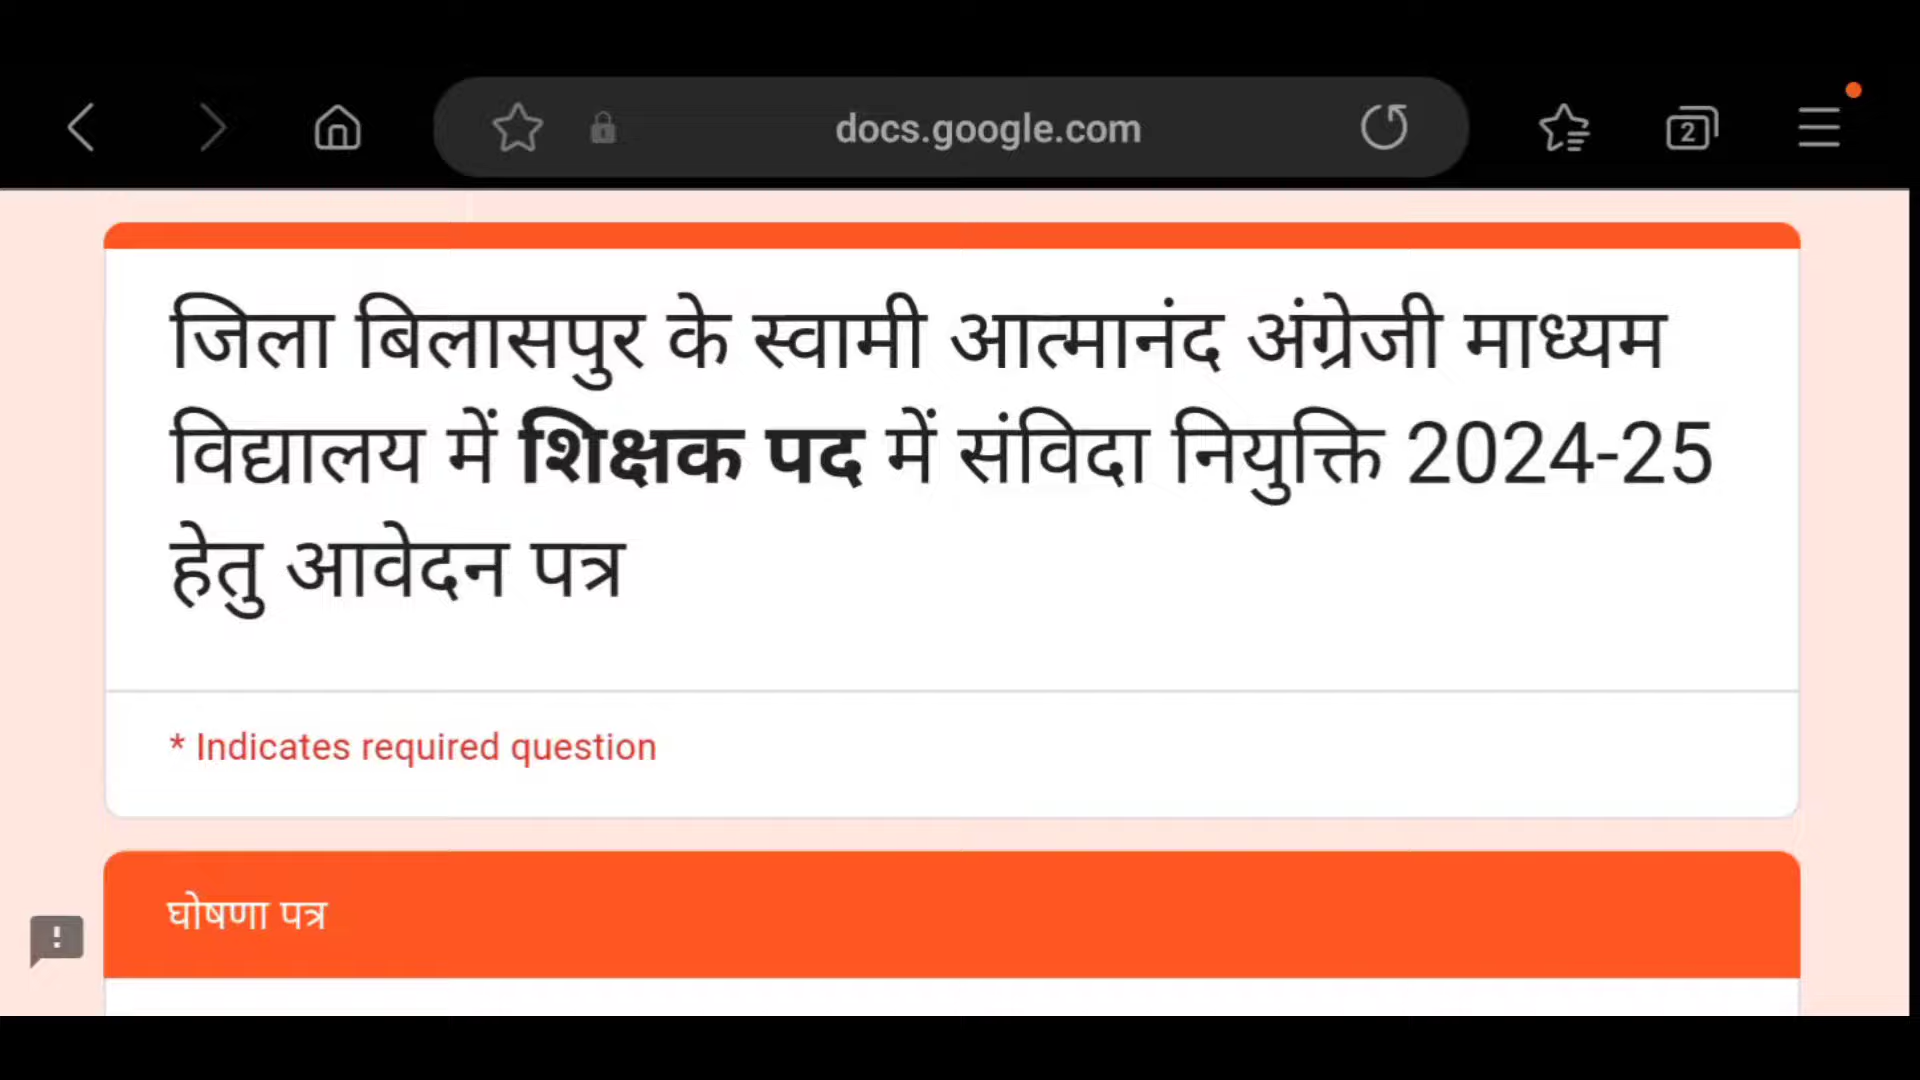 docs.google.com
2
जिला बिलासपुर के स्वामी आत्मानंद अंग्रेजी माध्यम
विद्यालय में शिक्षक पद में संविदा नियुक्ति 2024-25
हेतु आवेदन पत्र
* Indicates required question
घोषणा पत्र